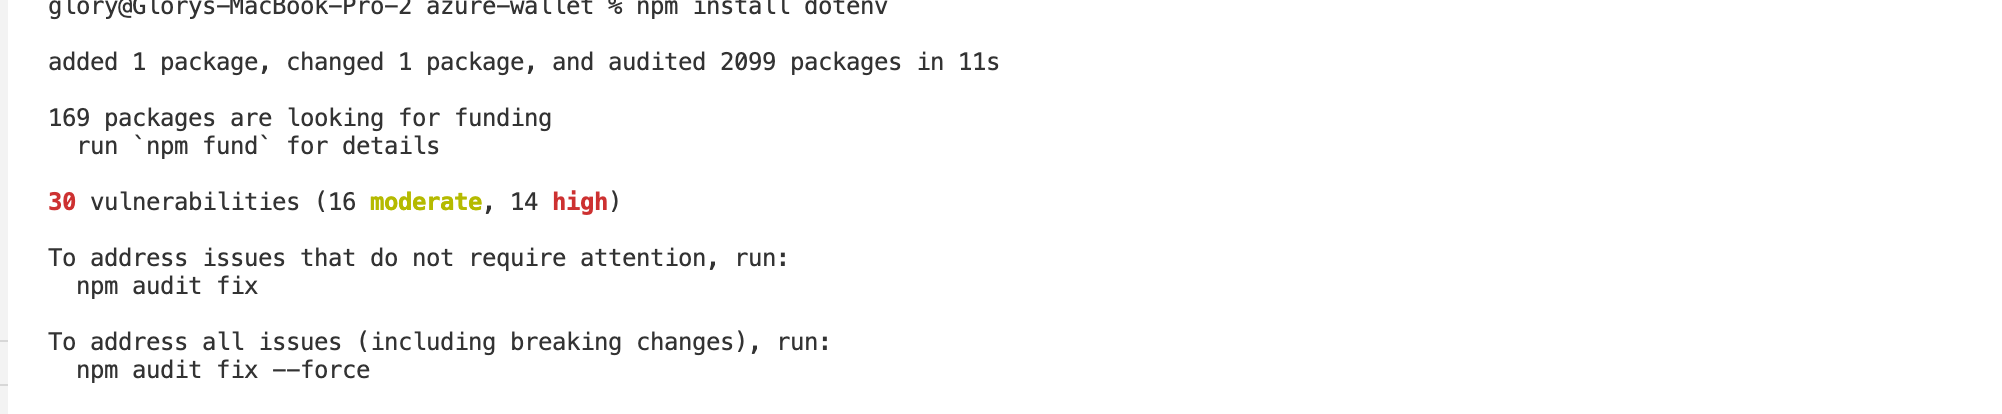 glory@Glorys-MacBook-Pro-2 azure-wallet % npm install dotenv
added 1 package, changed 1 package, and audited 2099 packages in 11s
169 packages are looking for funding
  run `npm fund` for details
30 vulnerabilities (16 moderate, 14 high)
To address issues that do not require attention, run:
  npm audit fix
To address all issues (including breaking changes), run:
  npm audit fix --force